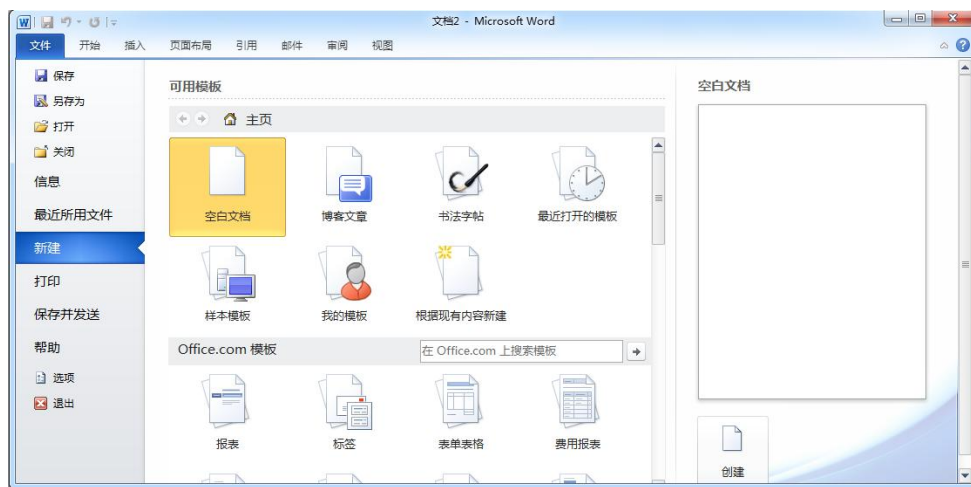 文档2 - Microsoft Word
文件 开始 插入 页面布局 引用 邮件 审阅 视图
保存
另存为
打开
关闭
信息
最近所用文件
新建
打印
保存并发送
帮助
选项
退出
可用模板
主页
空白文档 博客文章 书法字帖 最近打开的模板
样本模板 我的模板 根据现有内容新建
Office.com 模板 在 Office.com 上搜索模板
报表 标签 表单表格 费用报表
空白文档
创建